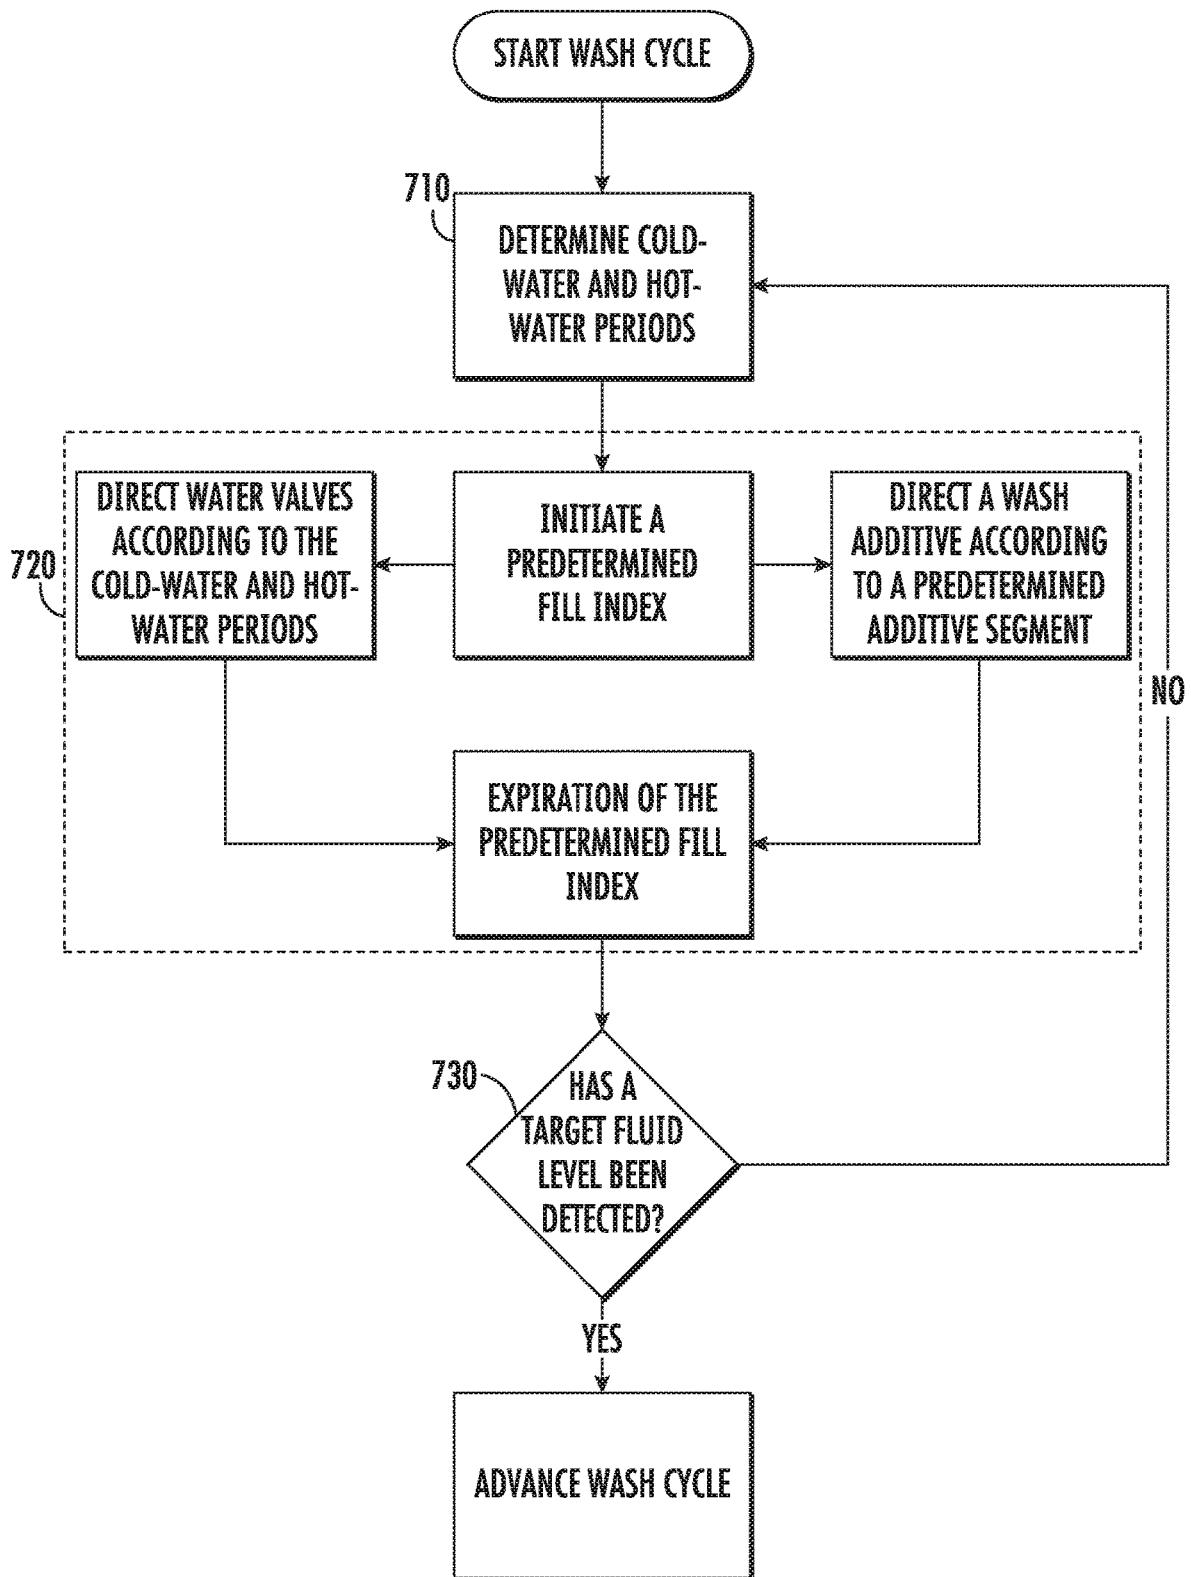 START WASH CYCLE
710
DETERMINE COLD-
WATER AND HOT-
WATER PERIODS
720
DIRECT WATER VALVES
ACCORDING TO THE
COLD-WATER AND HOT-
WATER PERIODS
INITIATE A
PREDETERMINED
FILL INDEX
DIRECT A WASH
ADDITIVE ACCORDING
TO A PREDETERMINED
ADDITIVE SEGMENT
NO
EXPIRATION OF THE
PREDETERMINED FILL
INDEX
730
HAS A
TARGET FLUID
LEVEL BEEN
DETECTED?
YES
ADVANCE WASH CYCLE